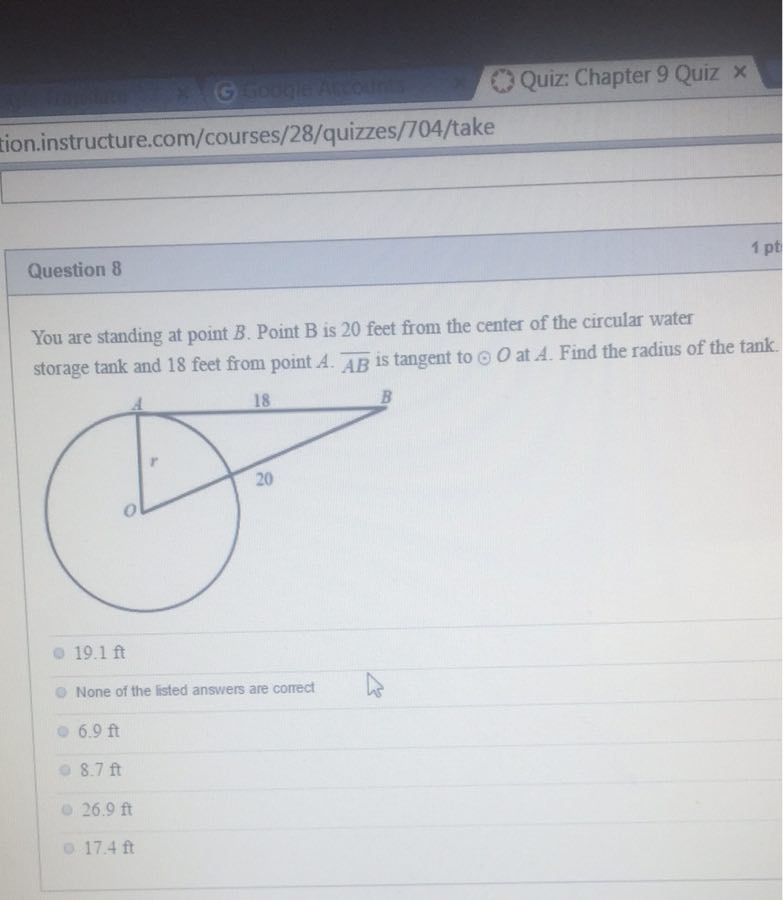 Google Accounts
Quiz: Chapter 9 Quiz ×
tion.instructure.com/courses/28/quizzes/704/take
Question 8
1 pt
You are standing at point B. Point B is 20 feet from the center of the circular water
storage tank and 18 feet from point A. AB is tangent to ⊙ O at A. Find the radius of the tank.
A
18
B
r
O
20
19.1 ft
None of the listed answers are correct
6.9 ft
8.7 ft
26.9 ft
17.4 ft